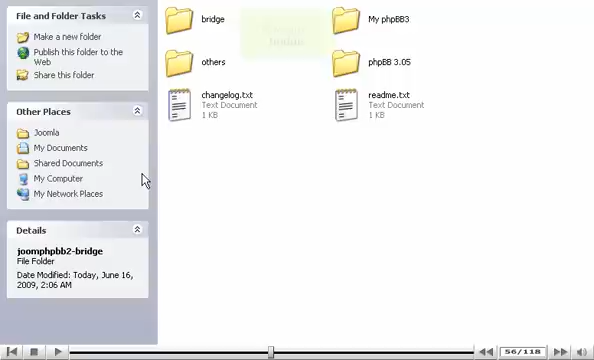 File and Folder Tasks
Make a new folder
Publish this folder to the
Web
Share this folder
Other Places
Joomla
My Documents
Shared Documents
My Computer
My Network Places
Details
joomphpbb2-bridge
File Folder
Date Modified: Today, June 16,
2009, 2:06 AM
bridge
My phpBB3
others
phpBB 3.05
changelog.txt
Text Document
1 KB
readme.txt
Text Document
1 KB
56/118